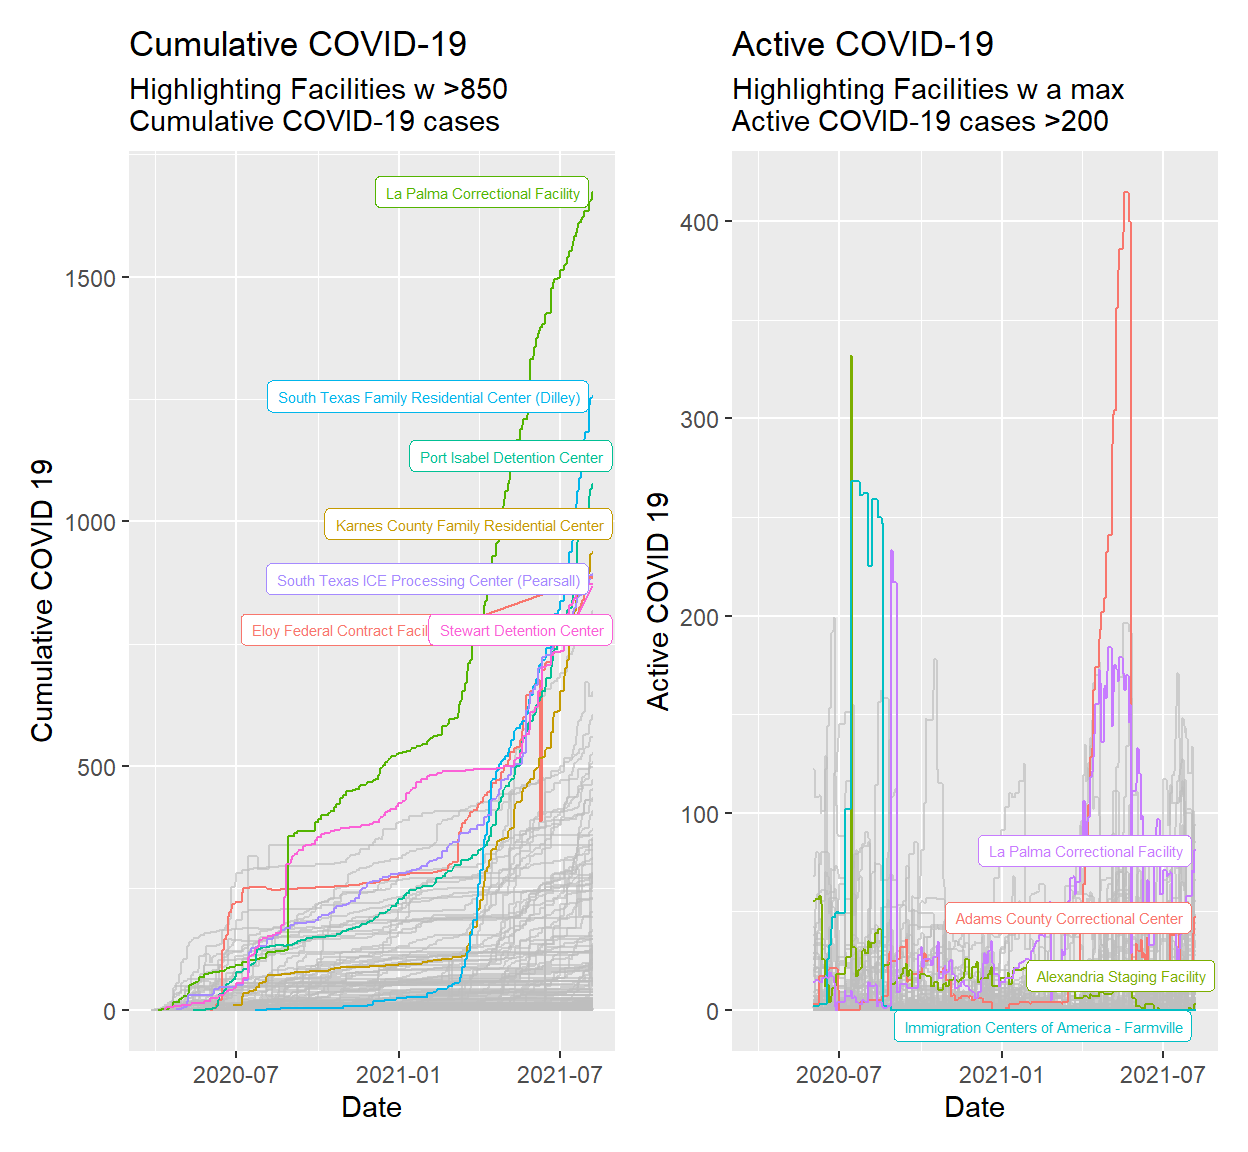 Cumulative COVID-19
Highlighting Facilities w >850
Cumulative COVID-19 cases
Cumulative COVID 19
1500
1000
500
0
La Palma Correctional Facility
South Texas Family Residential Center (Dilley)
Port Isabel Detention Center
Karnes County Family Residential Center
South Texas ICE Processing Center (Pearsall)
Eloy Federal Contract Facil
Stewart Detention Center
2020-07
2021-01
2021-07
Date
Active COVID-19
Highlighting Facilities w a max
Active COVID-19 cases >200
Active COVID 19
400
300
200
100
0
La Palma Correctional Facility
Adams County Correctional Center
Alexandria Staging Facility
Immigration Centers of America - Farmville
2020-07
2021-01
2021-07
Date